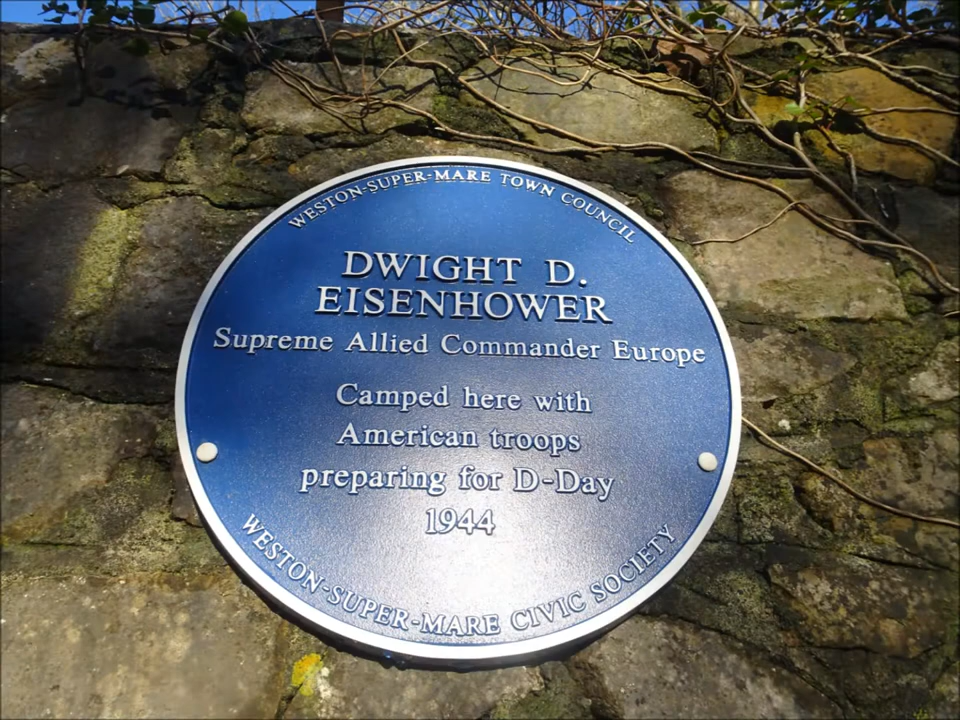 WESTON-SUPER-MARE TOWN COUNCIL
DWIGHT D.
EISENHOWER
Supreme Allied Commander Europe
Camped here with
American troops
preparing for D-Day
1944
WESTON-SUPER-MARE CIVIC SOCIETY